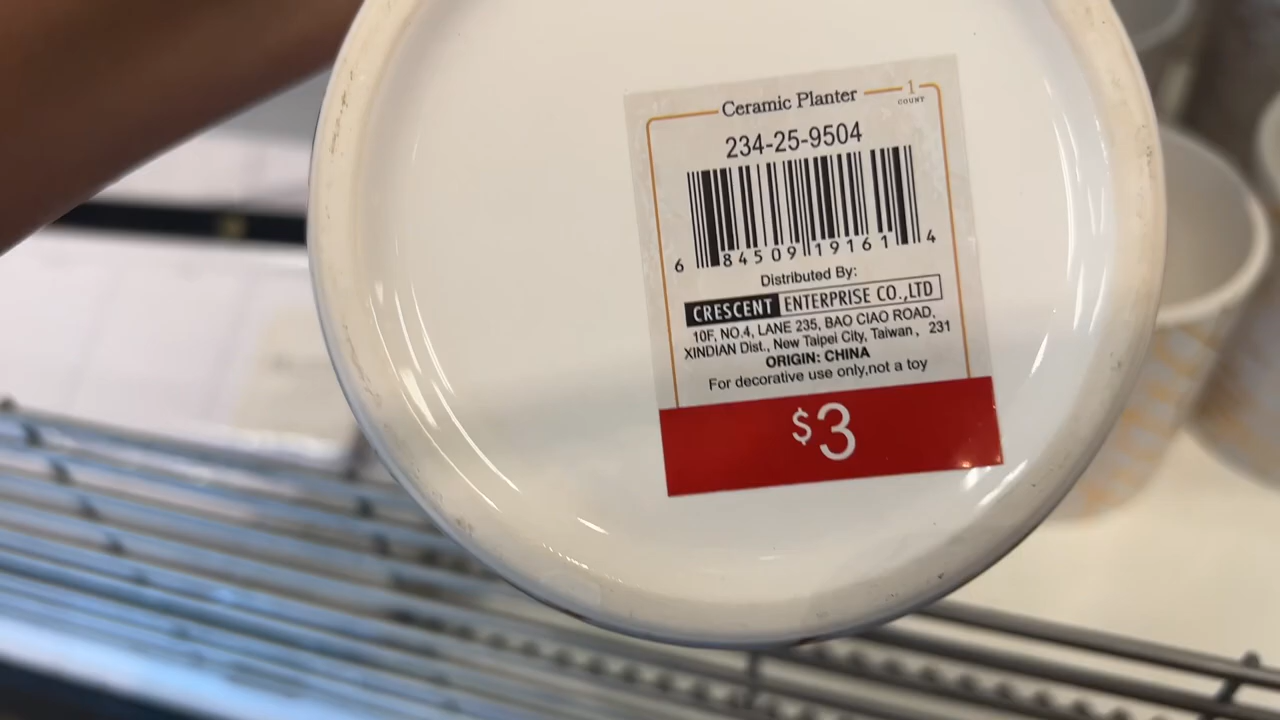 Ceramic Planter
1
COUNT
234-25-9504
6 84509 19161 4
Distributed By:
CRESCENT ENTERPRISE CO.,LTD
10F, NO.4, LANE 235, BAO CIAO ROAD,
XINDIAN Dist., New Taipei City, Taiwan, 231
ORIGIN: CHINA
For decorative use only,not a toy
$3